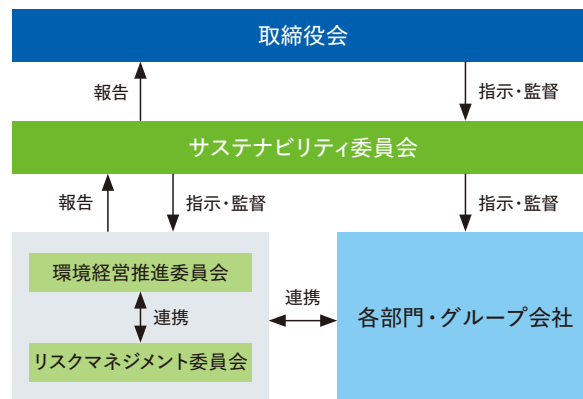 取締役会
報告
指示・監督
サステナビリティ委員会
報告
指示・監督
指示・監督
環境経営推進委員会
連携
リスクマネジメント委員会
連携
各部門・グループ会社